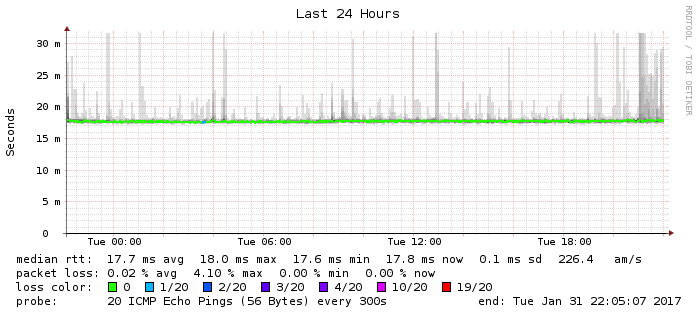 Last 24 Hours
RRDTOOL / TOBI OETIKER
Seconds
30 m
25 m
20 m
15 m
10 m
5 m
0
Tue 00:00 Tue 06:00 Tue 12:00 Tue 18:00
median rtt: 17.7 ms avg 18.0 ms max 17.6 ms min 17.8 ms now 0.1 ms sd 226.4 am/s
packet loss: 0.02 % avg 4.10 % max 0.00 % min 0.00 % now
loss color: 0 1/20 2/20 3/20 4/20 10/20 19/20
probe: 20 ICMP Echo Pings (56 Bytes) every 300s end: Tue Jan 31 22:05:07 2017